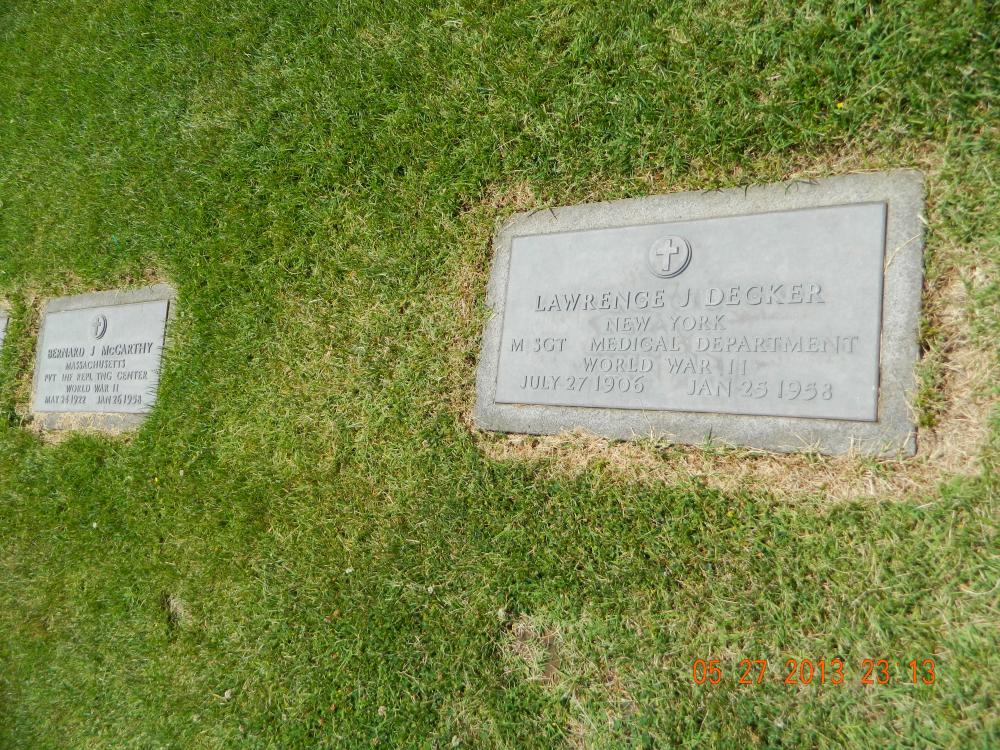 BERNARD J McCARTHY
MASSACHUSETTS
PVT INF REPL TNG CENTER
WORLD WAR II
MAY 24 1922 JAN 26 1958
LAWRENCE J DECKER
NEW YORK
M SGT MEDICAL DEPARTMENT
WORLD WAR II
JULY 27 1906 JAN 25 1958
05 27 2013 23 13